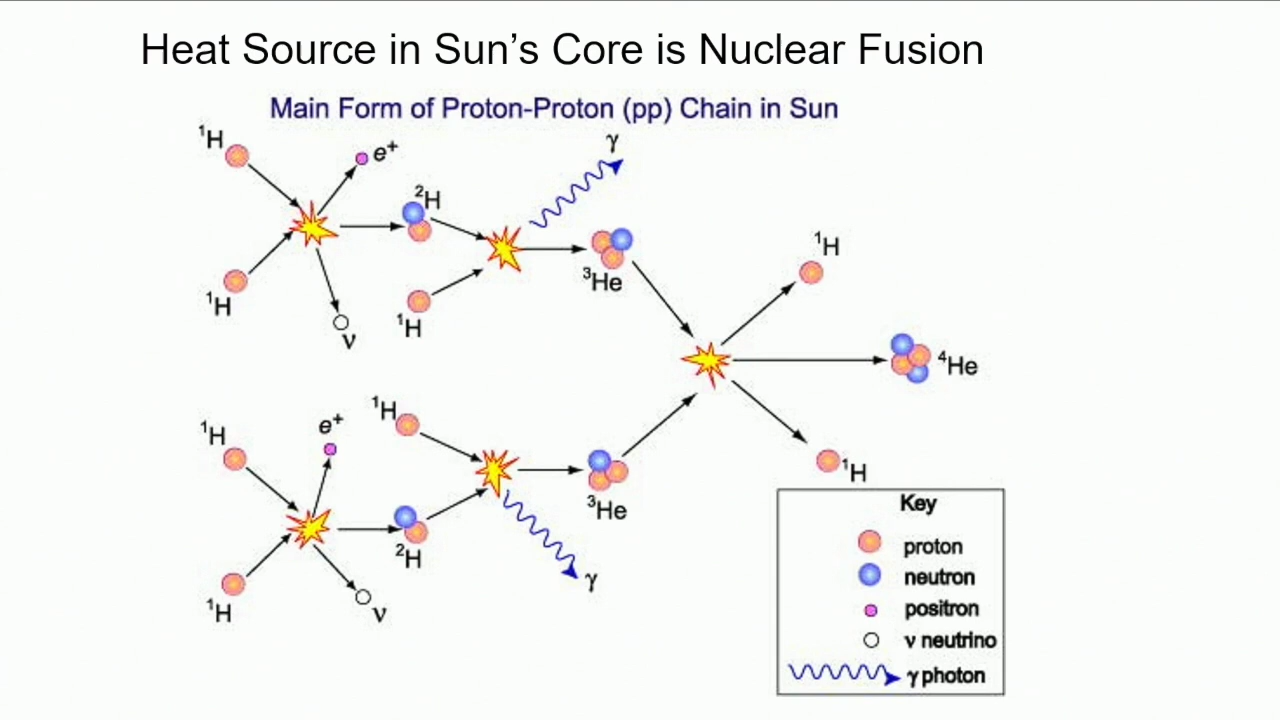 Heat Source in Sun’s Core is Nuclear Fusion
Main Form of Proton-Proton (pp) Chain in Sun
¹H
e⁺
γ
²H
¹H
³He
¹H
¹H
ν
⁴He
¹H
¹H
e⁺
¹H
³He
²H
γ
¹H
ν
Key
proton
neutron
positron
ν neutrino
γ photon